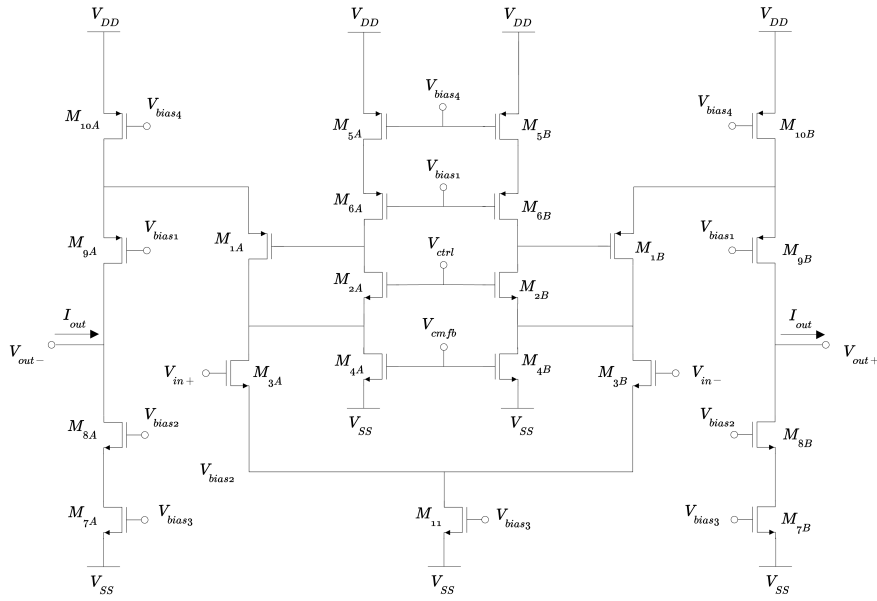 V_DD V_DD V_DD V_DD
M_10A V_bias4 V_bias4 V_bias4 M_10B
M_5A M_5B
V_bias1
M_6A M_6B
M_9A V_bias1 M_1A V_ctrl M_1B V_bias1 M_9B
M_2A M_2B
I_out V_cmfb I_out
V_out− V_in+ M_3A M_4A M_4B M_3B V_in− V_out+
V_SS V_SS
M_8A V_bias2 V_bias2 M_8B
V_bias2
M_7A V_bias3 M_11 V_bias3 V_bias3 M_7B
V_SS V_SS V_SS